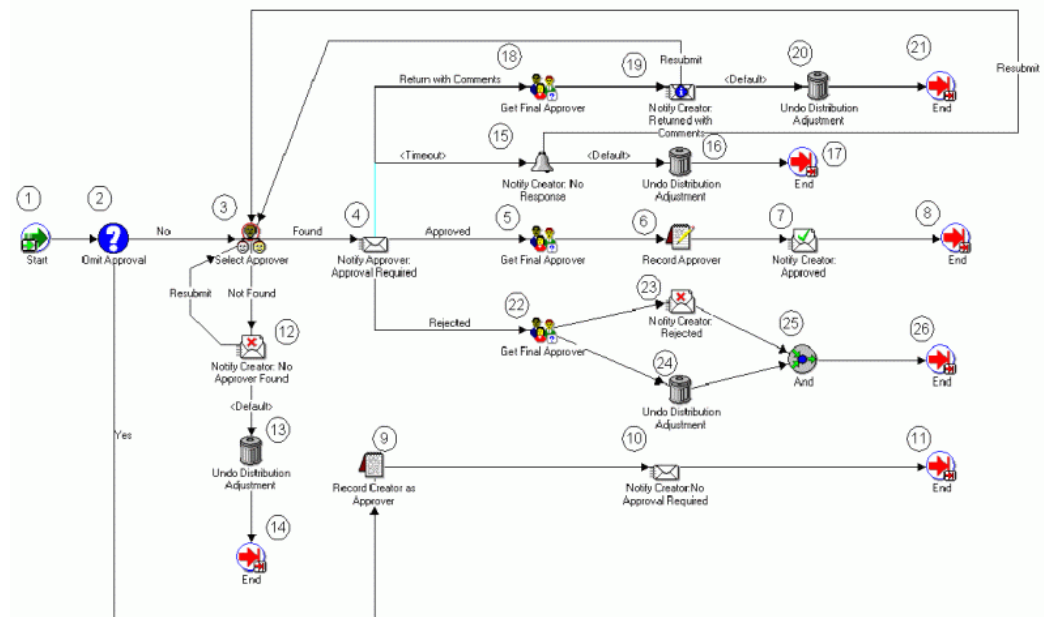 18
19
Resubmit
20
21
Return with Comments
<Default>
Resubmit
Get Final Approver
Notify Creator:
Returned with
Comments
Undo Distribution
Adjustment
End
15
16
17
<Timeout>
<Default>
Notify Creator: No
Response
Undo Distribution
Adjustment
End
1
2
3
4
5
6
7
8
No
Found
Approved
Start
Omit Approval
Select Approver
Notify Approver:
Approval Required
Get Final Approver
Record Approver
Notify Creator:
Approved
End
Resubmit
Not Found
12
Rejected
22
23
25
26
Notify Creator: No
Approver Found
Get Final Approver
Nofity Creator:
Rejected
24
And
End
<Default>
13
Undo Distribution
Adjustment
Yes
9
10
11
Undo Distribution
Adjustment
Record Creator as
Approver
Notify Creator:No
Approval Required
End
14
End